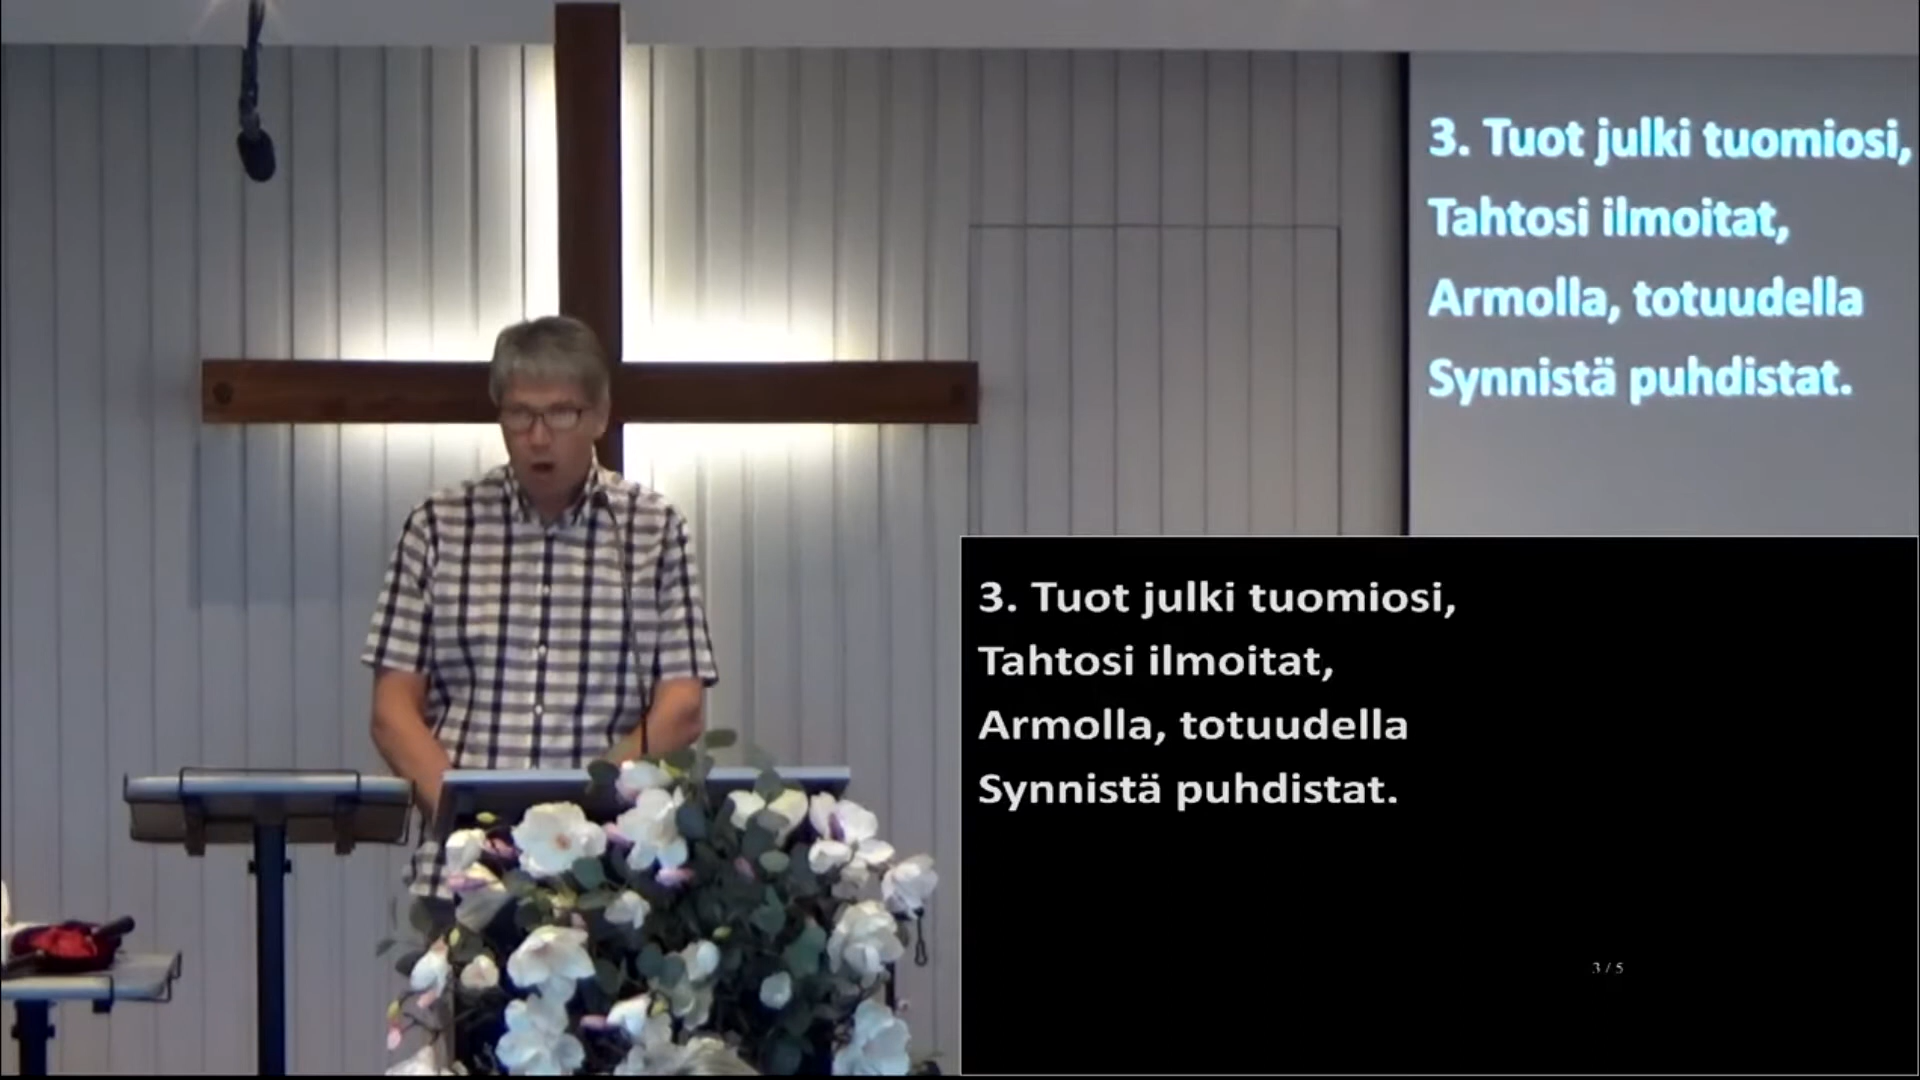 3. Tuot julki tuomiosi,
Tahtosi ilmoitat,
Armolla, totuudella
Synnistä puhdistat.
3. Tuot julki tuomiosi,
Tahtosi ilmoitat,
Armolla, totuudella
Synnistä puhdistat.
3 / 5